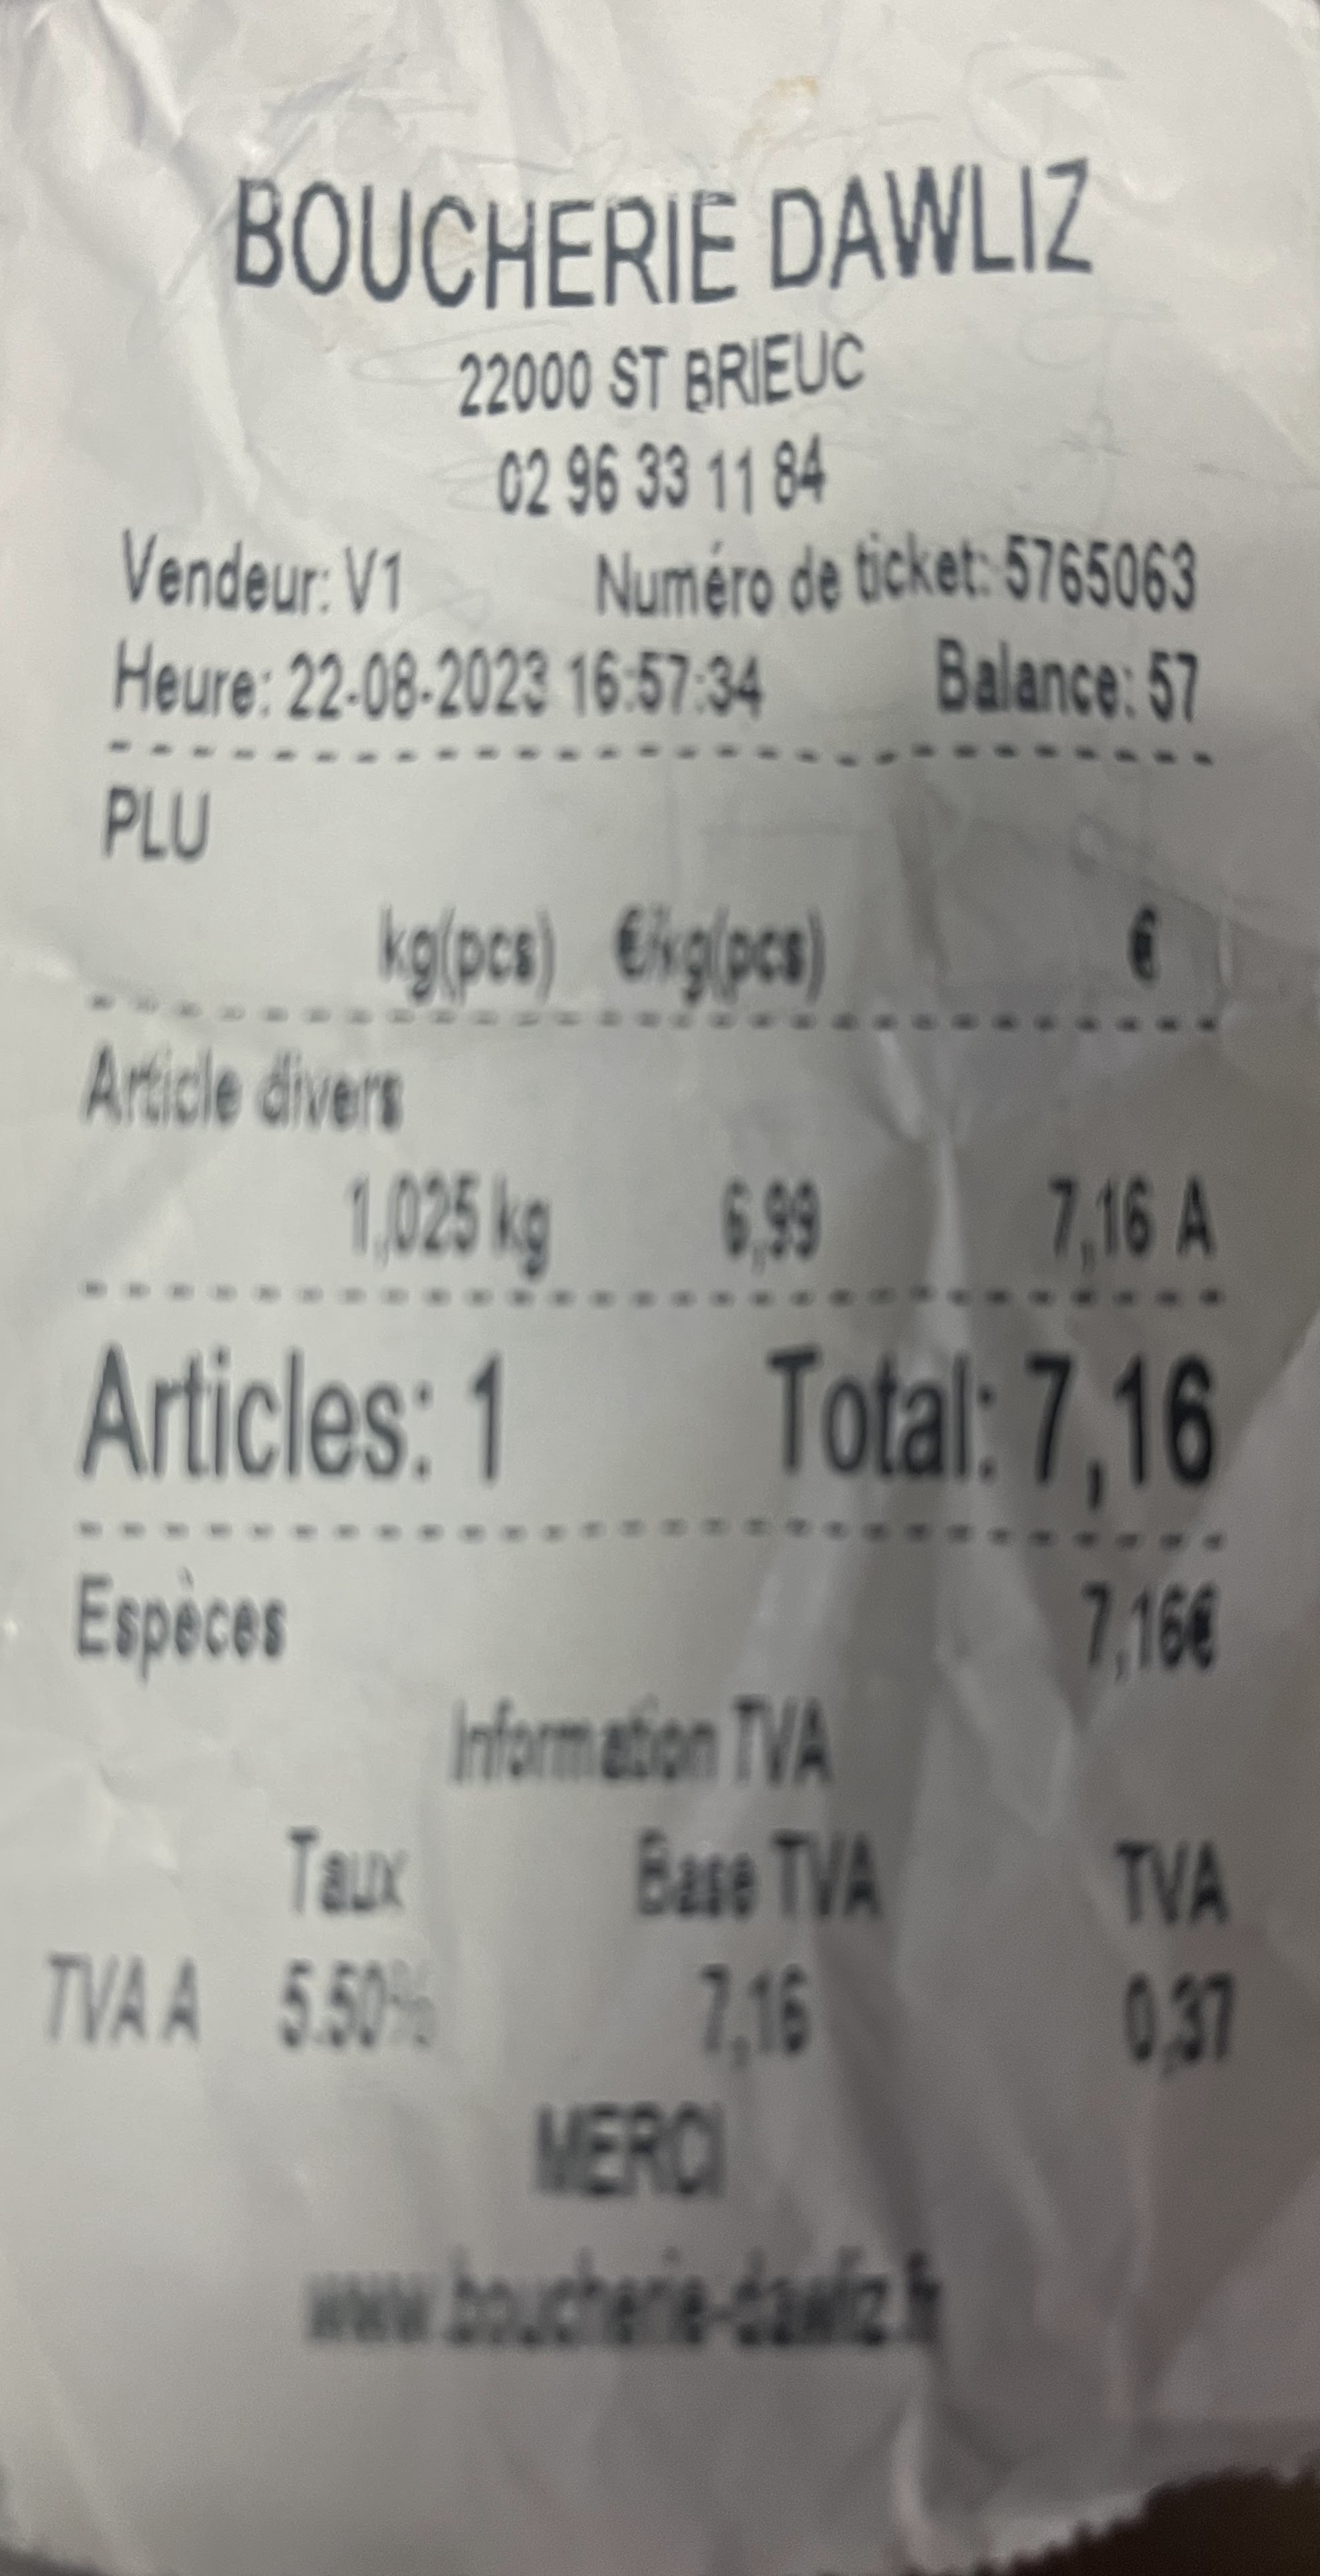 BOUCHERIE DAWLIZ
22000 ST BRIEUC
02 96 33 11 84
Vendeur: V1 Numéro de ticket: 5765063
Heure: 22-08-2023 16:57:34 Balance: 57
PLU
kg(pcs) €/kg(pcs) €
Article divers
1,025 kg 6,99 7,16 A
Articles: 1 Total: 7,16
Espèces 7,16€
Information TVA
Taux Base TVA TVA
TVA A 5.50% 7,16 0,37
MERCI
www.boucherie-dawliz.fr